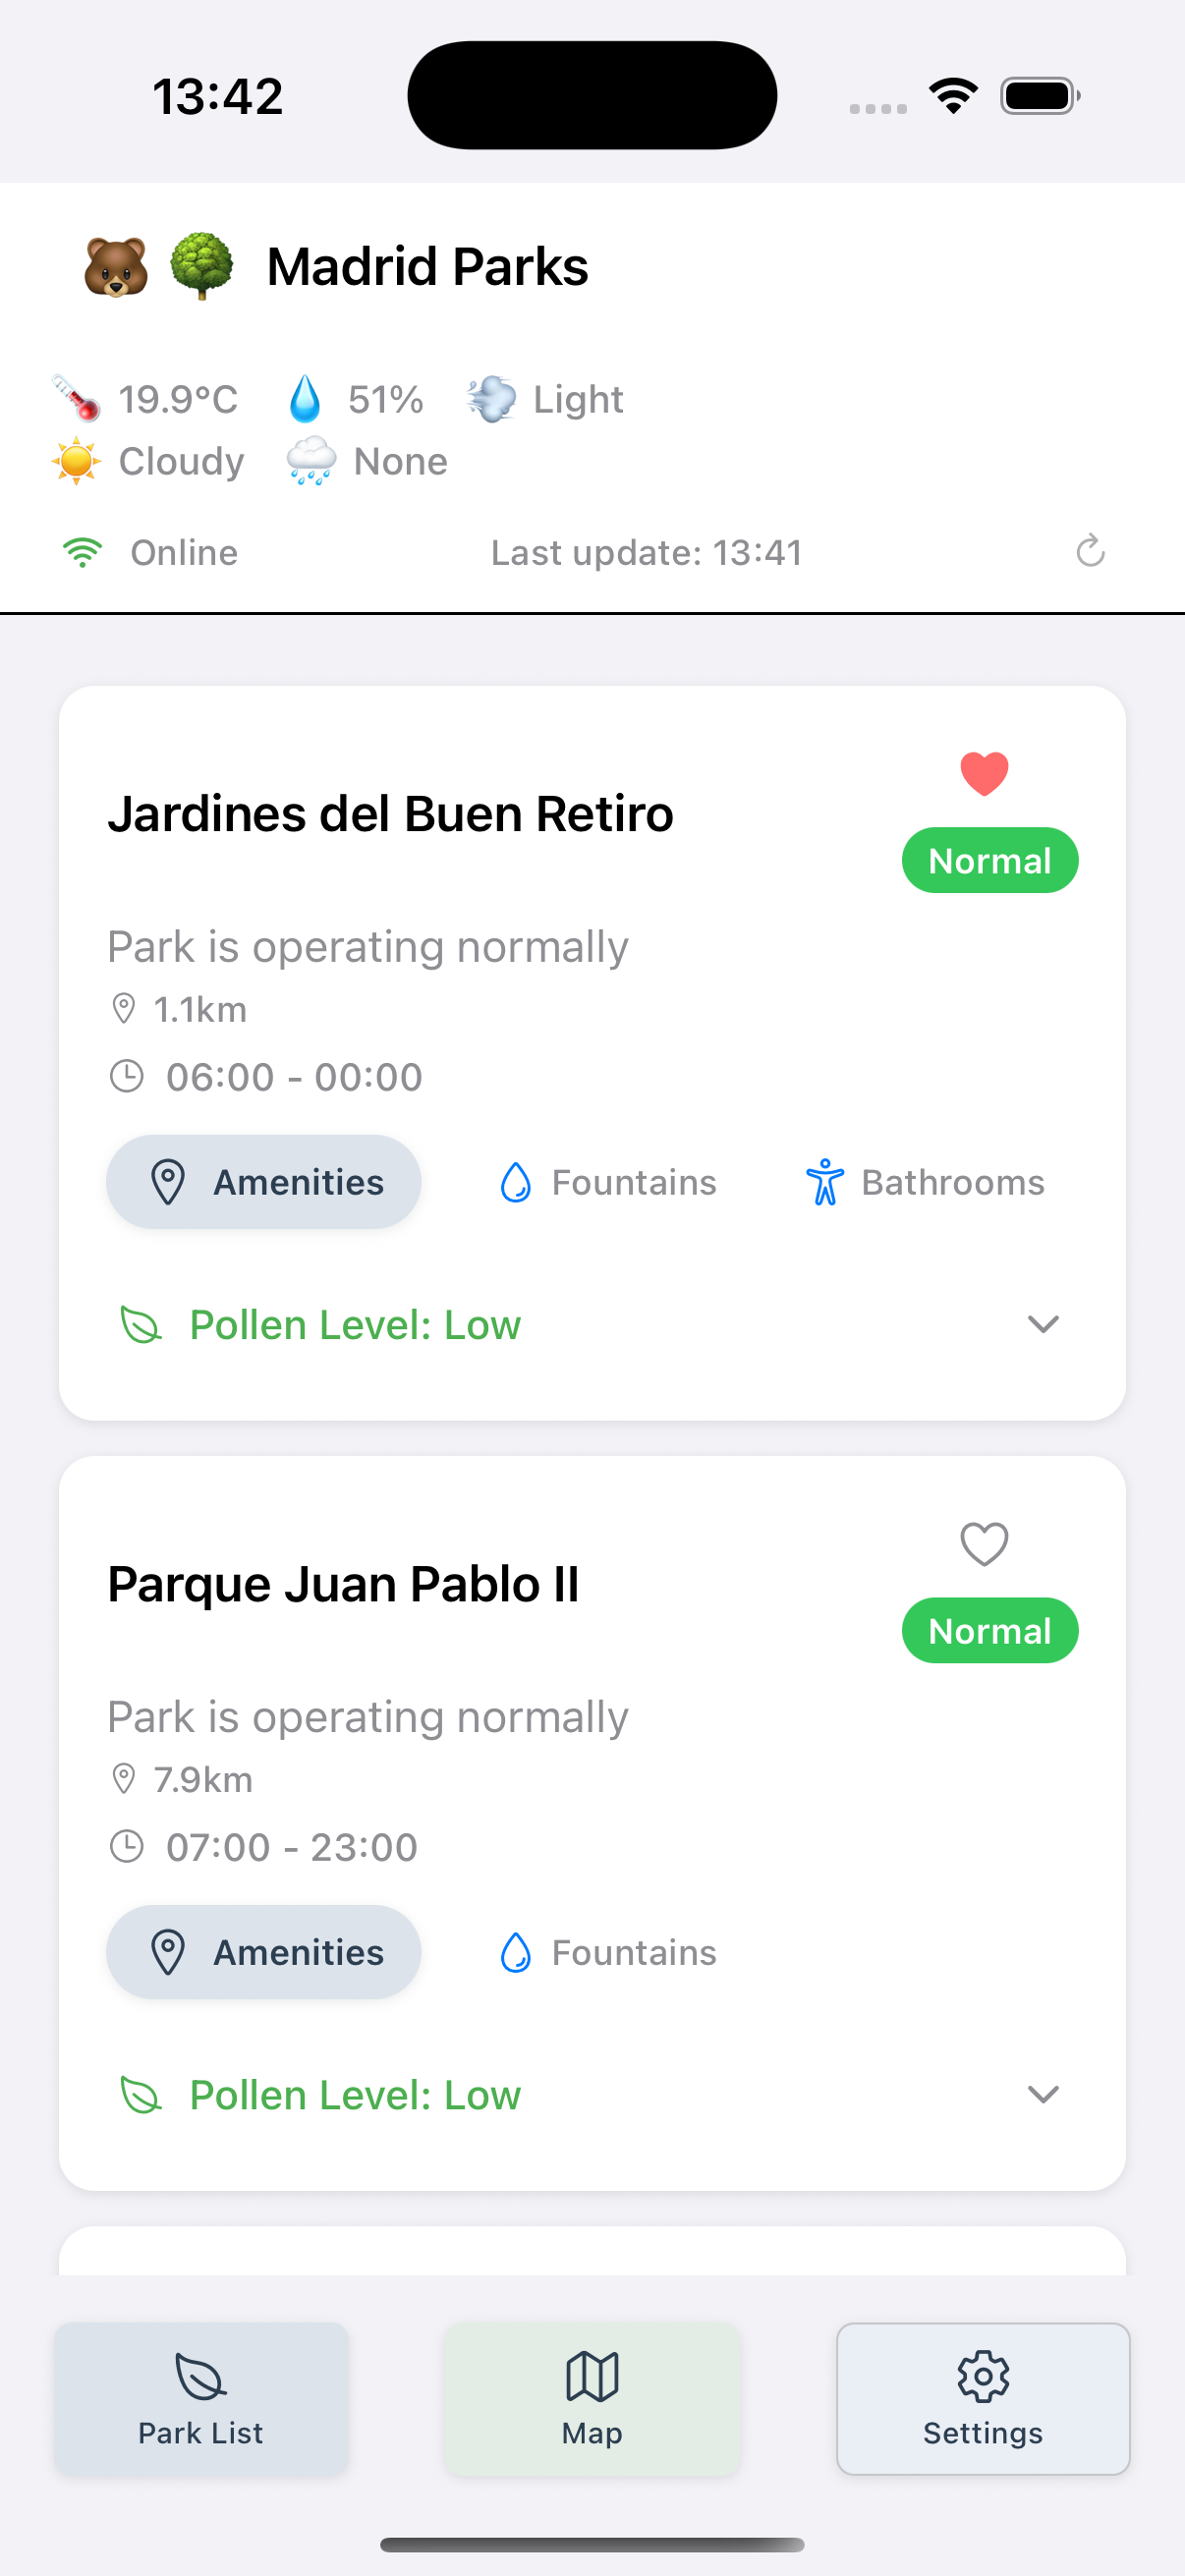 13:42
Madrid Parks
19.9°C 51% Light
Cloudy None
Online Last update: 13:41
Jardines del Buen Retiro
Normal
Park is operating normally
1.1km
06:00 - 00:00
Amenities Fountains Bathrooms
Pollen Level: Low
Parque Juan Pablo II
Normal
Park is operating normally
7.9km
07:00 - 23:00
Amenities Fountains
Pollen Level: Low
Park List Map Settings